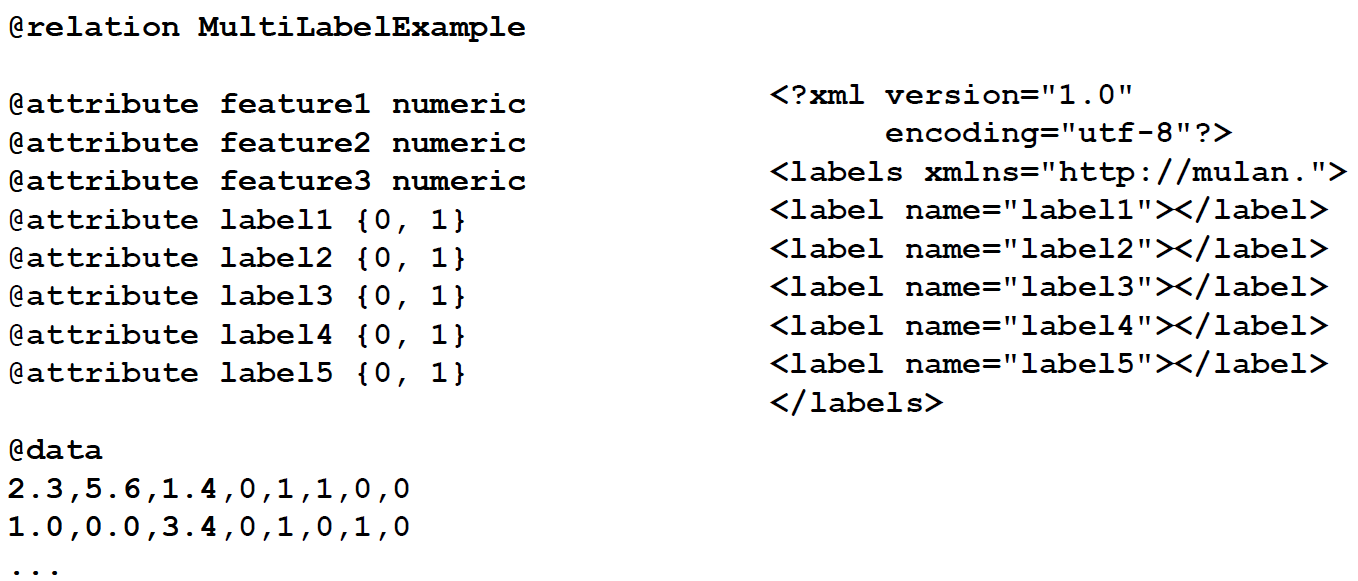 @relation MultiLabelExample
@attribute feature1 numeric
@attribute feature2 numeric
@attribute feature3 numeric
@attribute label1 {0, 1}
@attribute label2 {0, 1}
@attribute label3 {0, 1}
@attribute label4 {0, 1}
@attribute label5 {0, 1}
@data
2.3,5.6,1.4,0,1,1,0,0
1.0,0.0,3.4,0,1,0,1,0
...
<?xml version="1.0"
encoding="utf-8"?>
<labels xmlns="http://mulan.">
<label name="label1"></label>
<label name="label2"></label>
<label name="label3"></label>
<label name="label4"></label>
<label name="label5"></label>
</labels>